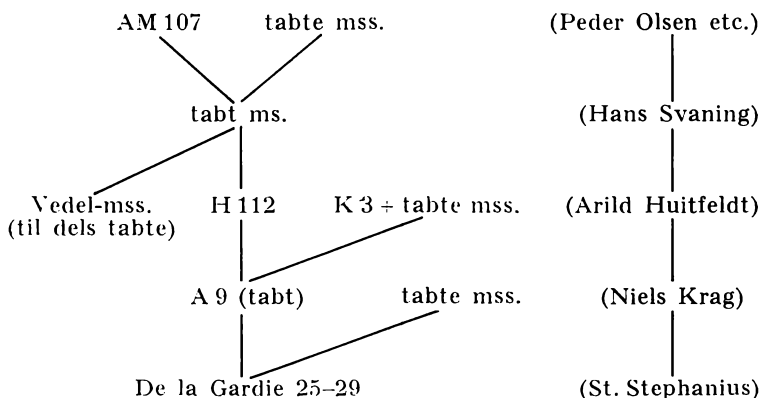 AM 107 tabte mss. (Peder Olsen etc.)
tabt ms. (Hans Svaning)
Vedel-mss. H 112 K 3 ÷ tabte mss. (Arild Huitfeldt)
(til dels tabte)
A 9 (tabt) tabte mss. (Niels Krag)
De la Gardie 25–29 (St. Stephanius)